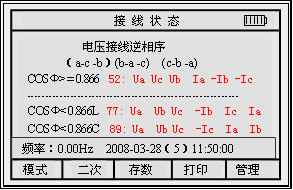 接 线 状 态
电压接线逆相序
( a-c-b ) (b-a-c) (c-b-a)
COSΦ>=0.866 52: Ua Uc Ub Ia -Ib -Ic
COSΦ<0.866L 77: Ua Ub Uc -Ib Ic Ia
COSΦ<0.866C 89: Ua Ub Uc -Ic Ia Ib
频率: 0.00Hz 2008-03-28 ( 5 ) 11:50:00
模式 二次 存数 打印 管理